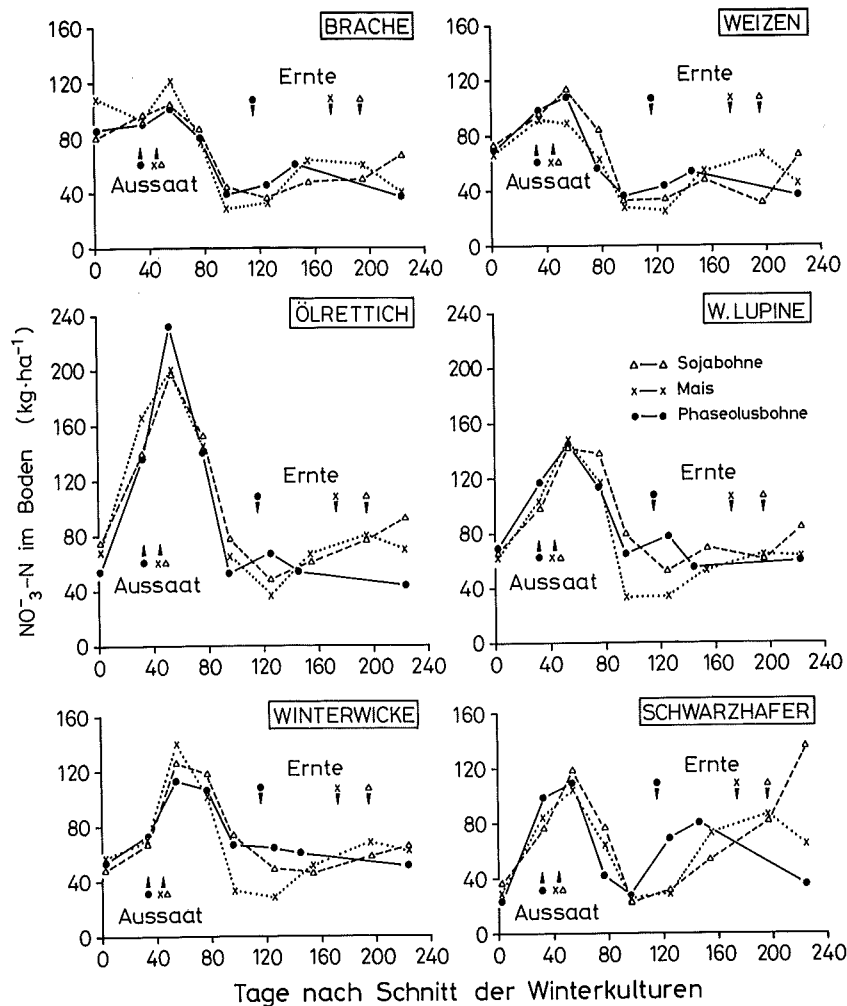 BRACHE
WEIZEN
160
120
80
40
0
Ernte
Aussaat
0 40 80 120 160 200 240
160
120
80
40
0
Ernte
Aussaat
0 40 80 120 160 200 240
ÖLRETTICH
W. LUPINE
240
200
160
120
80
40
0
Ernte
Aussaat
0 40 80 120 160 200 240
240
200
160
120
80
40
0
Sojabohne
Mais
Phaseolusbohne
Ernte
Aussaat
0 40 80 120 160 200 240
NO₃⁻-N im Boden (kg·ha⁻¹)
WINTERWICKE
SCHWARZHAFER
160
120
80
40
0
Ernte
Aussaat
0 40 80 120 160 200 240
160
120
80
40
0
Ernte
Aussaat
0 40 80 120 160 200 240
Tage nach Schnitt der Winterkulturen